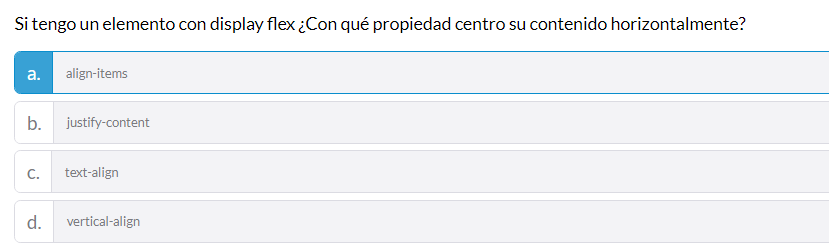 Si tengo un elemento con display flex ¿Con qué propiedad centro su contenido horizontalmente?
a. align-items
b. justify-content
c. text-align
d. vertical-align